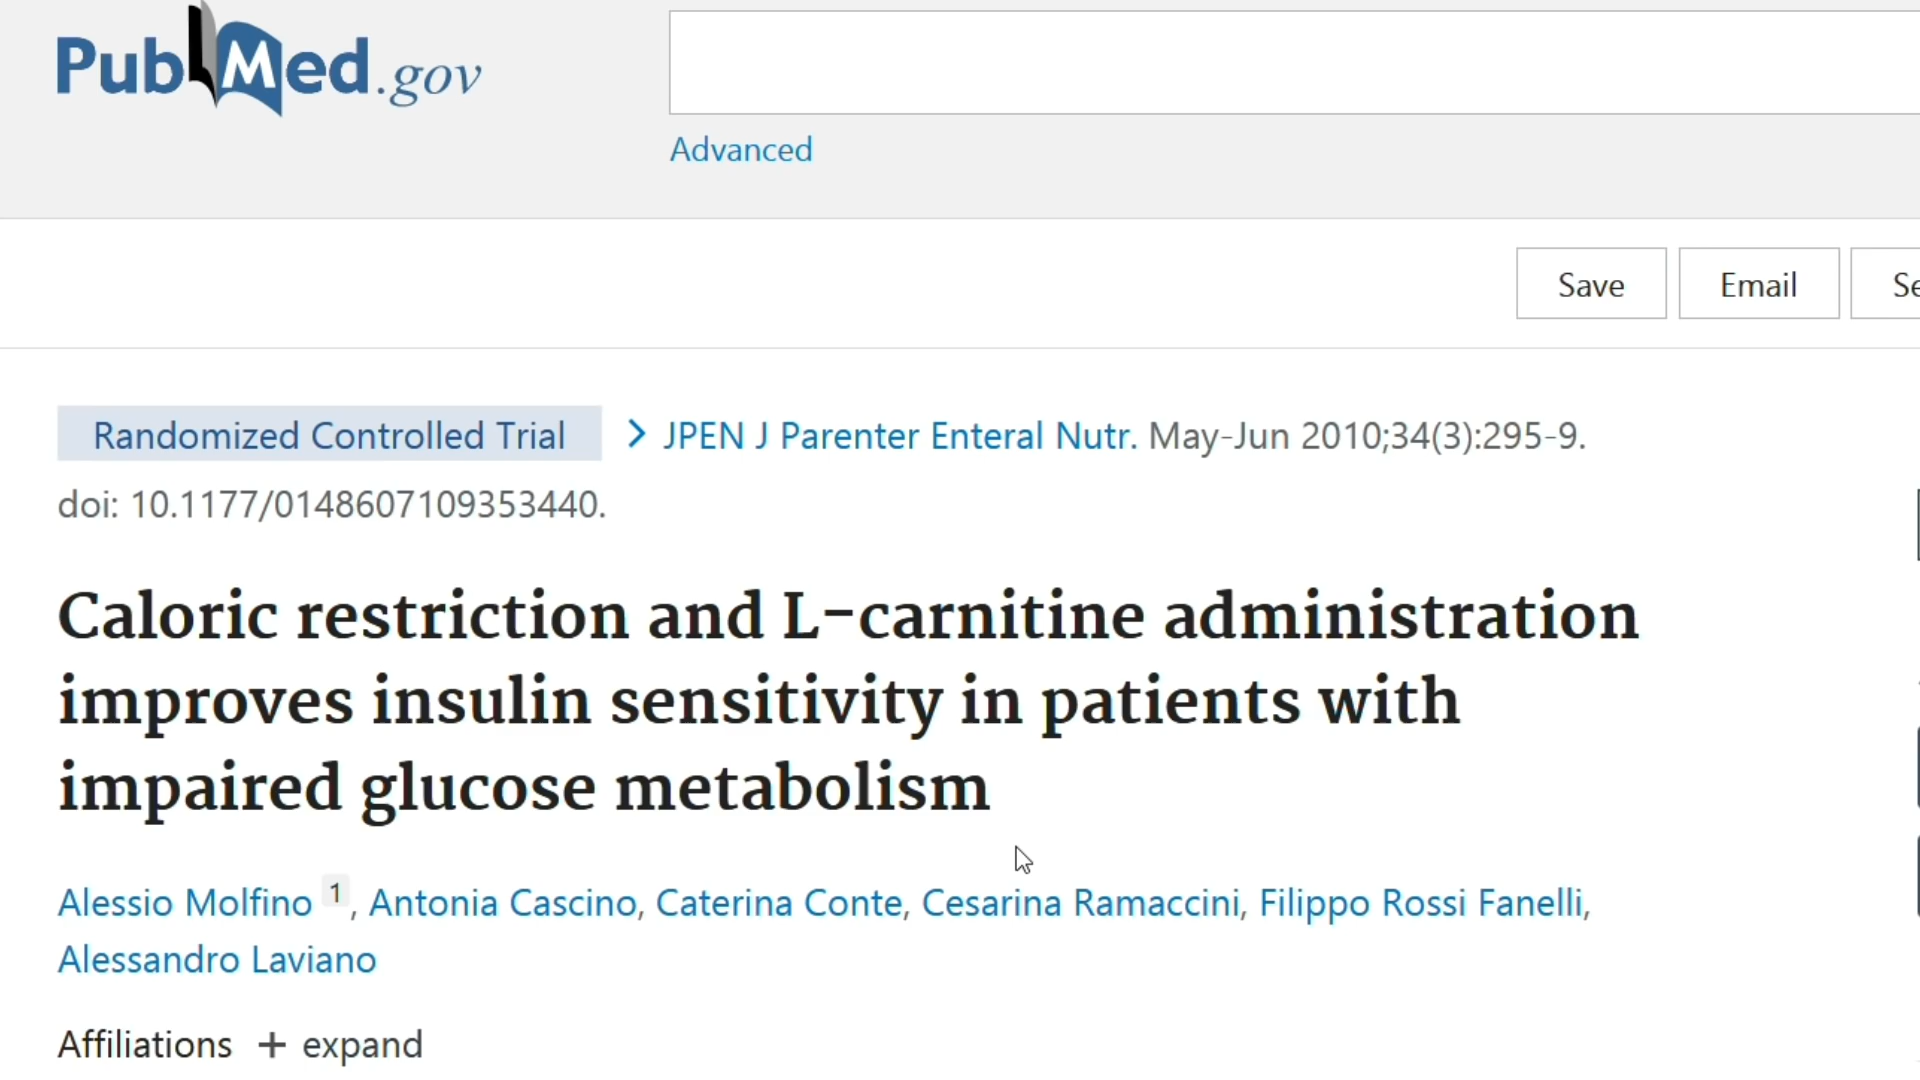 PubMed.gov
Advanced
Save Email Se
Randomized Controlled Trial JPEN J Parenter Enteral Nutr. May-Jun 2010;34(3):295-9.
doi: 10.1177/0148607109353440.
Caloric restriction and L-carnitine administration
improves insulin sensitivity in patients with
impaired glucose metabolism
Alessio Molfino 1, Antonia Cascino, Caterina Conte, Cesarina Ramaccini, Filippo Rossi Fanelli,
Alessandro Laviano
Affiliations + expand